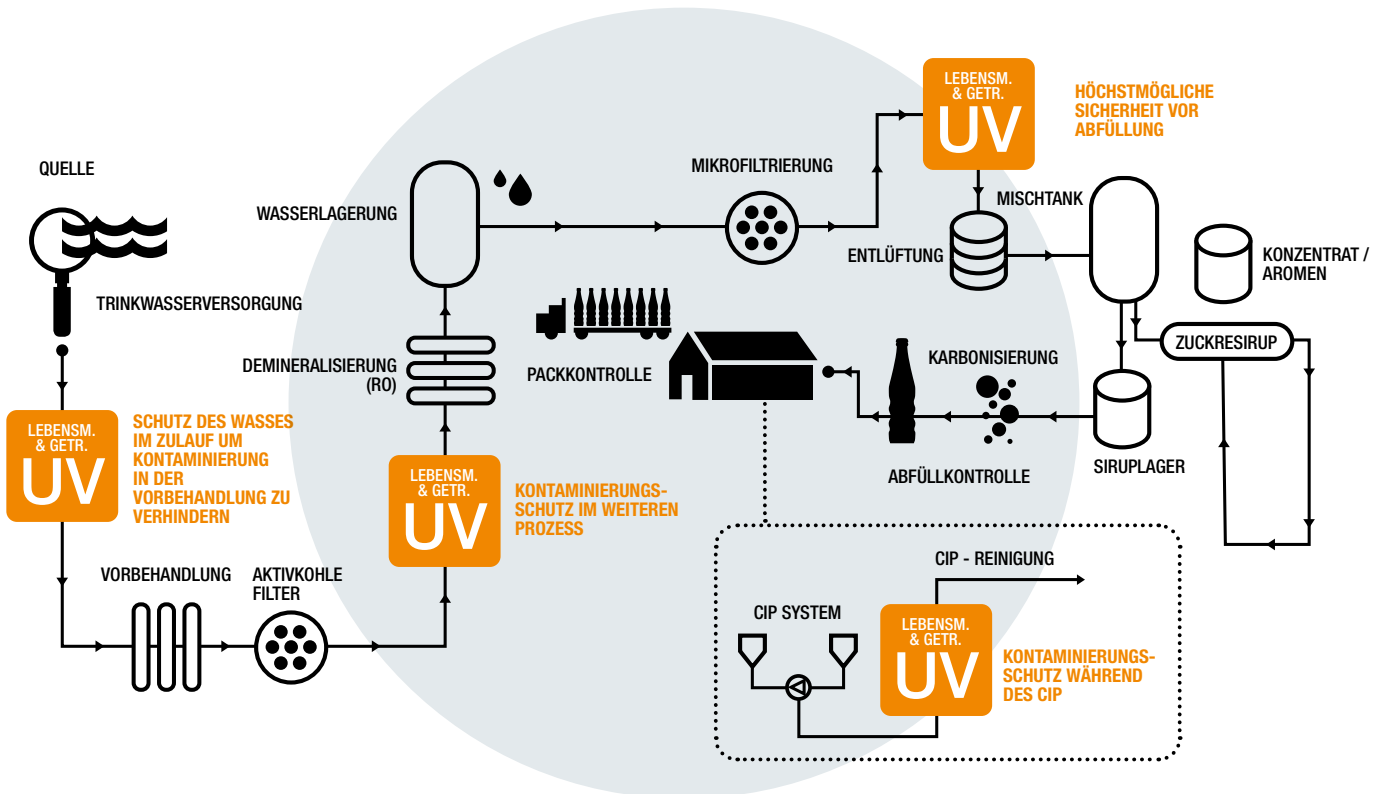 QUELLE
TRINKWASSERVERSORGUNG
LEBENSM.
& GETR.
UV
SCHUTZ DES WASSES
IM ZULAUF UM
KONTAMINIERUNG
IN DER
VORBEHANDLUNG ZU
VERHINDERN
VORBEHANDLUNG
AKTIVKOHLE
FILTER
LEBENSM.
& GETR.
UV
KONTAMINIERUNGS-
SCHUTZ IM WEITEREN
PROZESS
DEMINERALISIERUNG
(RO)
WASSERLAGERUNG
MIKROFILTRIERUNG
LEBENSM.
& GETR.
UV
HÖCHSTMÖGLICHE
SICHERHEIT VOR
ABFÜLLUNG
ENTLÜFTUNG
MISCHTANK
KONZENTRAT /
AROMEN
ZUCKRESIRUP
SIRUPLAGER
KARBONISIERUNG
ABFÜLLKONTROLLE
PACKKONTROLLE
CIP - REINIGUNG
CIP SYSTEM
LEBENSM.
& GETR.
UV
KONTAMINIERUNGS-
SCHUTZ WÄHREND
DES CIP